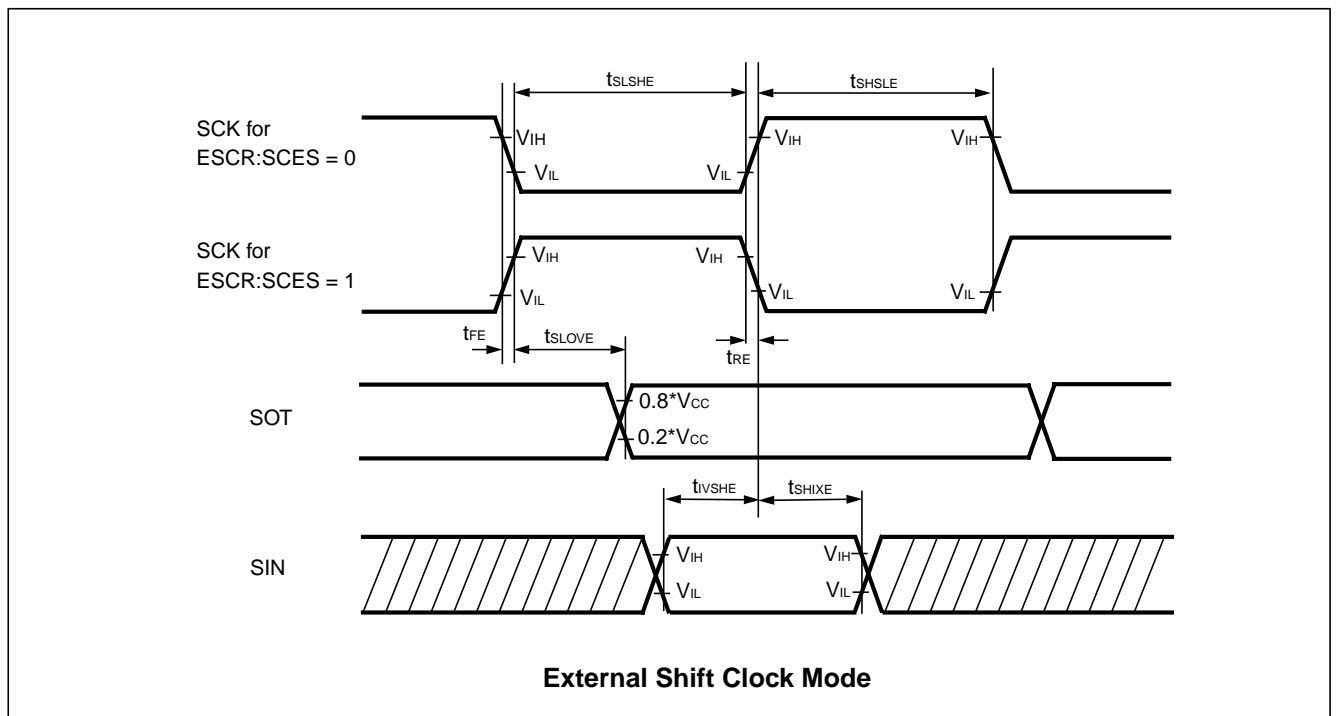 tSLSHE
tSHSLE
SCK for
ESCR:SCES = 0
VIH
VIL
VIL
VIH
VIH
SCK for
ESCR:SCES = 1
VIH
VIL
VIH
VIL
VIL
tFE
tSLOVE
tRE
SOT
0.8*VCC
0.2*VCC
tIVSHE
tSHIXE
SIN
VIH
VIL
VIH
VIL
External Shift Clock Mode